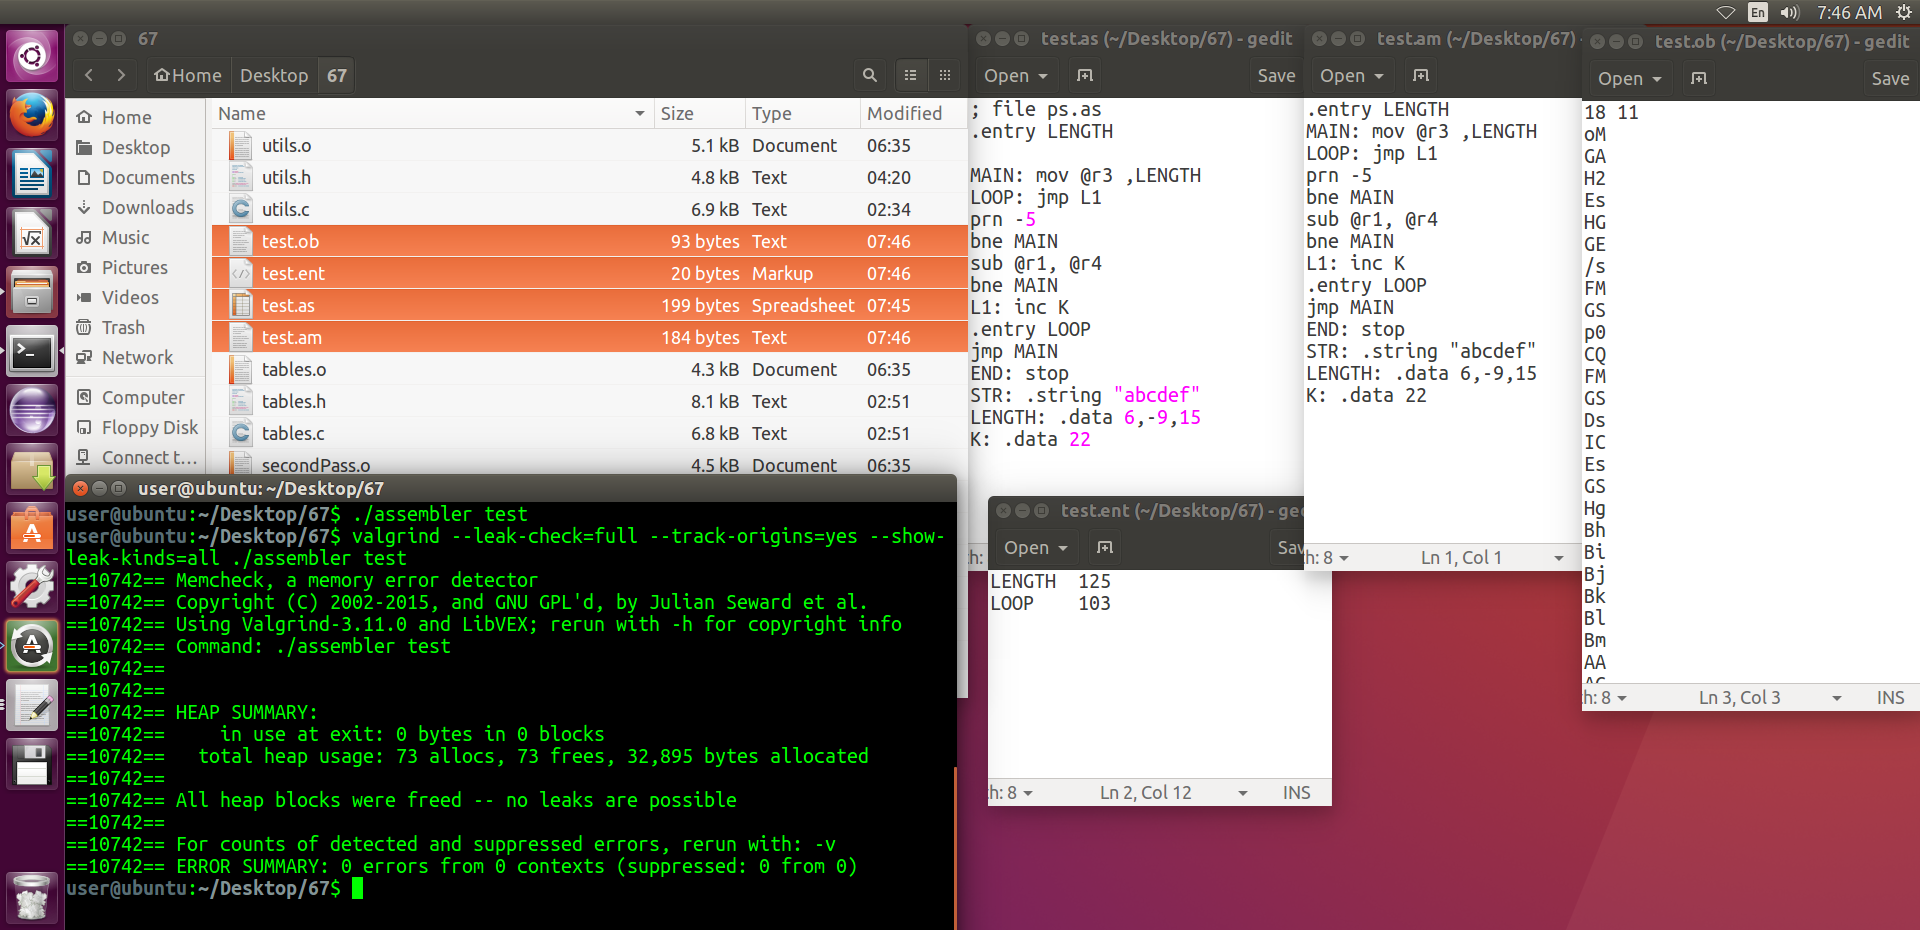 En
7:46 AM
67
Home
Desktop
67
Home
Desktop
Documents
Downloads
Music
Pictures
Videos
Trash
Network
Computer
Floppy Disk
Connect t...
Name Size Type Modified
utils.o 5.1 kB Document 06:35
utils.h 4.8 kB Text 04:20
utils.c 6.9 kB Text 02:34
test.ob 93 bytes Text 07:46
test.ent 20 bytes Markup 07:46
test.as 199 bytes Spreadsheet 07:45
test.am 184 bytes Text 07:46
tables.o 4.3 kB Document 06:35
tables.h 8.1 kB Text 02:51
tables.c 6.8 kB Text 02:51
secondPass.o 4.5 kB Document 06:35
user@ubuntu: ~/Desktop/67
user@ubuntu:~/Desktop/67$ ./assembler test
user@ubuntu:~/Desktop/67$ valgrind --leak-check=full --track-origins=yes --show-
leak-kinds=all ./assembler test
==10742== Memcheck, a memory error detector
==10742== Copyright (C) 2002-2015, and GNU GPL'd, by Julian Seward et al.
==10742== Using Valgrind-3.11.0 and LibVEX; rerun with -h for copyright info
==10742== Command: ./assembler test
==10742==
==10742==
==10742== HEAP SUMMARY:
==10742==     in use at exit: 0 bytes in 0 blocks
==10742==   total heap usage: 73 allocs, 73 frees, 32,895 bytes allocated
==10742==
==10742== All heap blocks were freed -- no leaks are possible
==10742==
==10742== For counts of detected and suppressed errors, rerun with: -v
==10742== ERROR SUMMARY: 0 errors from 0 contexts (suppressed: 0 from 0)
user@ubuntu:~/Desktop/67$
test.as (~/Desktop/67) - gedit
Open
Save
; file ps.as
.entry LENGTH
MAIN: mov @r3 ,LENGTH
LOOP: jmp L1
prn -5
bne MAIN
sub @r1, @r4
bne MAIN
L1: inc K
.entry LOOP
jmp MAIN
END: stop
STR: .string "abcdef"
LENGTH: .data 6,-9,15
K: .data 22
test.am (~/Desktop/67) -
Open
.entry LENGTH
MAIN: mov @r3 ,LENGTH
LOOP: jmp L1
prn -5
bne MAIN
sub @r1, @r4
bne MAIN
L1: inc K
.entry LOOP
jmp MAIN
END: stop
STR: .string "abcdef"
LENGTH: .data 6,-9,15
K: .data 22
th: 8
Ln 1, Col 1
test.ent (~/Desktop/67) - ge
Open
Sav
LENGTH  125
LOOP    103
th: 8
Ln 2, Col 12
INS
test.ob (~/Desktop/67) - gedit
Open
Save
18 11
oM
GA
H2
Es
HG
GE
/s
FM
GS
p0
CQ
FM
GS
Ds
IC
Es
GS
Hg
Bh
Bi
Bj
Bk
Bl
Bm
AA
th: 8
Ln 3, Col 3
INS